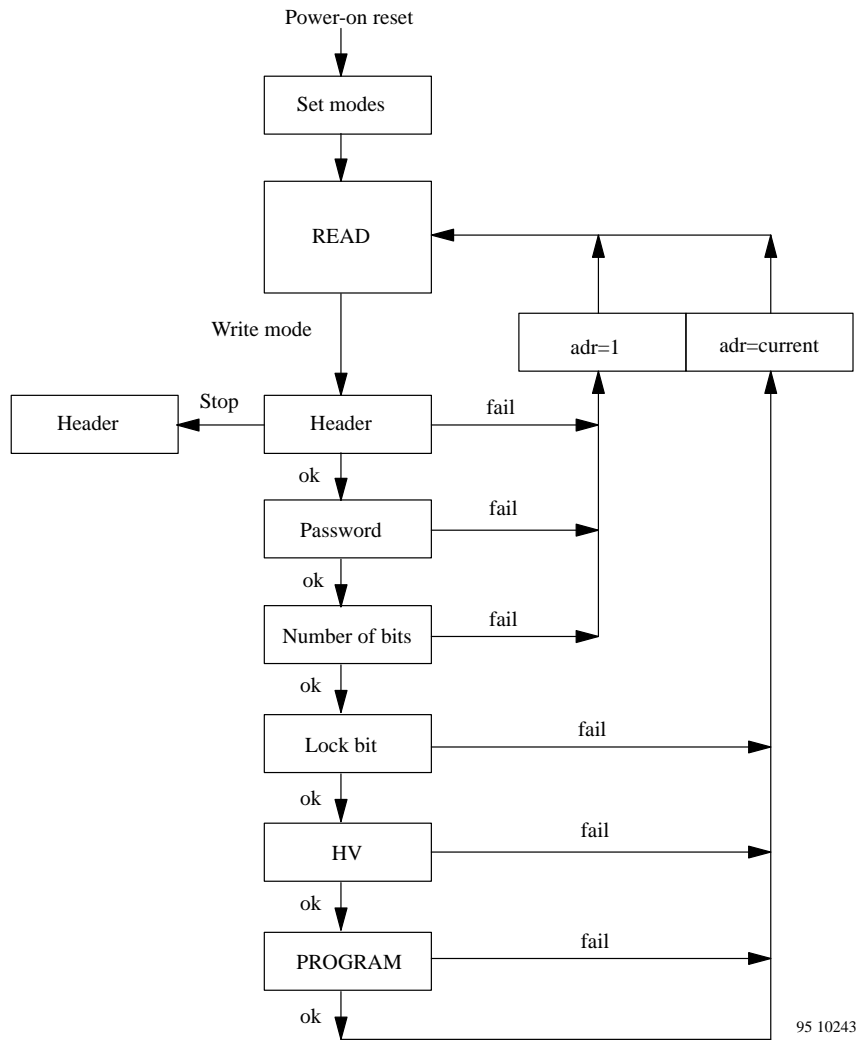 Power-on reset
Set modes
READ
Write mode
adr=1
adr=current
Header
Stop
Header
fail
ok
Password
fail
ok
Number of bits
fail
ok
Lock bit
fail
ok
HV
fail
ok
PROGRAM
fail
ok
95 10243